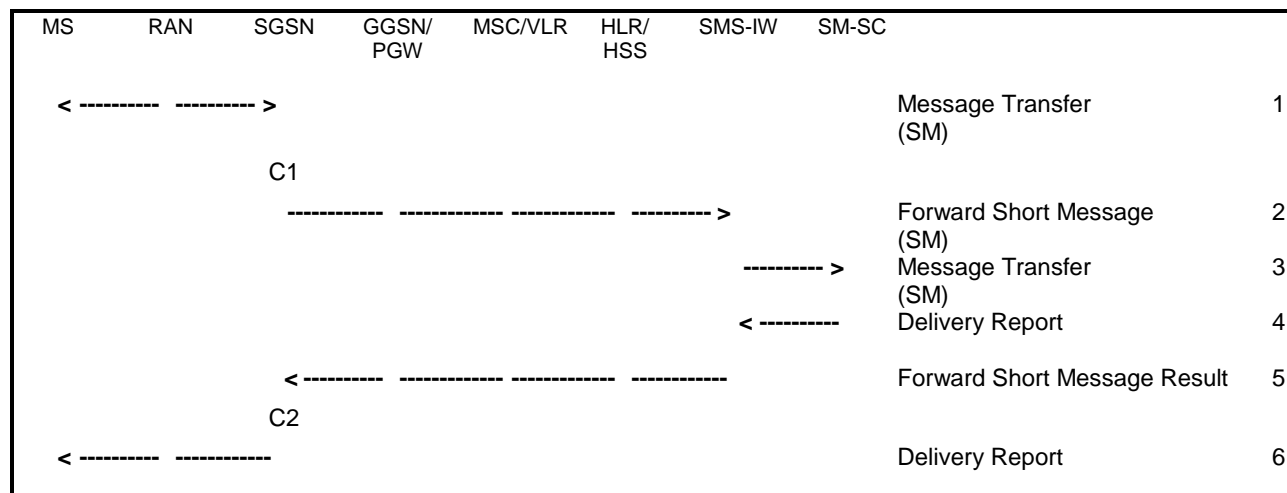 MS RAN SGSN GGSN/ MSC/VLR HLR/ SMS-IW SM-SC
PGW HSS
< ---------- ---------- > Message Transfer 1
(SM)
C1
------------ ------------- ------------- ---------- > Forward Short Message 2
(SM)
---------- > Message Transfer 3
(SM)
< ---------- Delivery Report 4
< ---------- ------------- ------------- ------------ Forward Short Message Result 5
C2
< ---------- ------------ Delivery Report 6